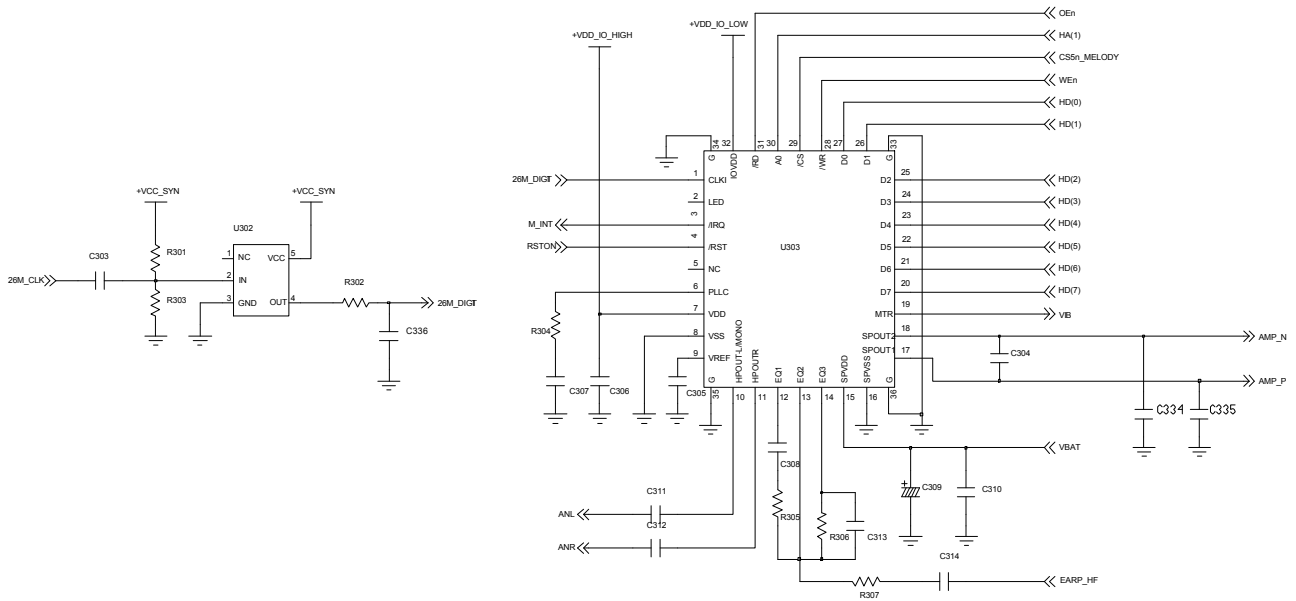 OEn
+VDD_IO_LOW
HA(1)
+VDD_IO_HIGH
CS5n_MELODY
WEn
HD(0)
HD(1)
34
32
31
30
29
28
27
26
33
G
IOVDD
/RD
A0
/CS
/WR
D0
D1
G
26M_DIGT
1
CLKI
D2
25
HD(2)
2
LED
D3
24
HD(3)
M_INT
3
/IRQ
D4
23
HD(4)
RSTON
4
/RST
U303
D5
22
HD(5)
5
NC
D6
21
HD(6)
6
PLLC
D7
20
HD(7)
7
VDD
MTR
19
VIB
8
VSS
SPOUT2
18
AMP_N
9
VREF
SPOUT1
17
C304
AMP_P
G
HPOUT-L/MONO
HPOUTR
EQ1
EQ2
EQ3
SPVDD
SPVSS
G
35
10
11
12
13
14
15
16
36
R304
C307
C306
C305
C334
C335
VBAT
+VCC_SYN
+VCC_SYN
U302
C303
R301
1
NC
VCC
5
26M_CLK
2
IN
R303
3
GND
OUT
4
R302
26M_DIGT
C336
C308
C309
C310
R305
R306
C313
C311
ANL
C312
ANR
C314
R307
EARP_HF